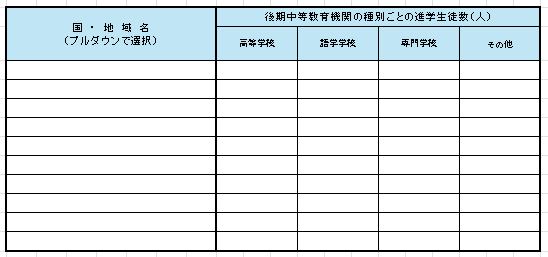 国・地域名
(プルダウンで選択)
後期中等教育機関の種別ごとの進学生徒数(人)
高等学校
語学学校
専門学校
その他